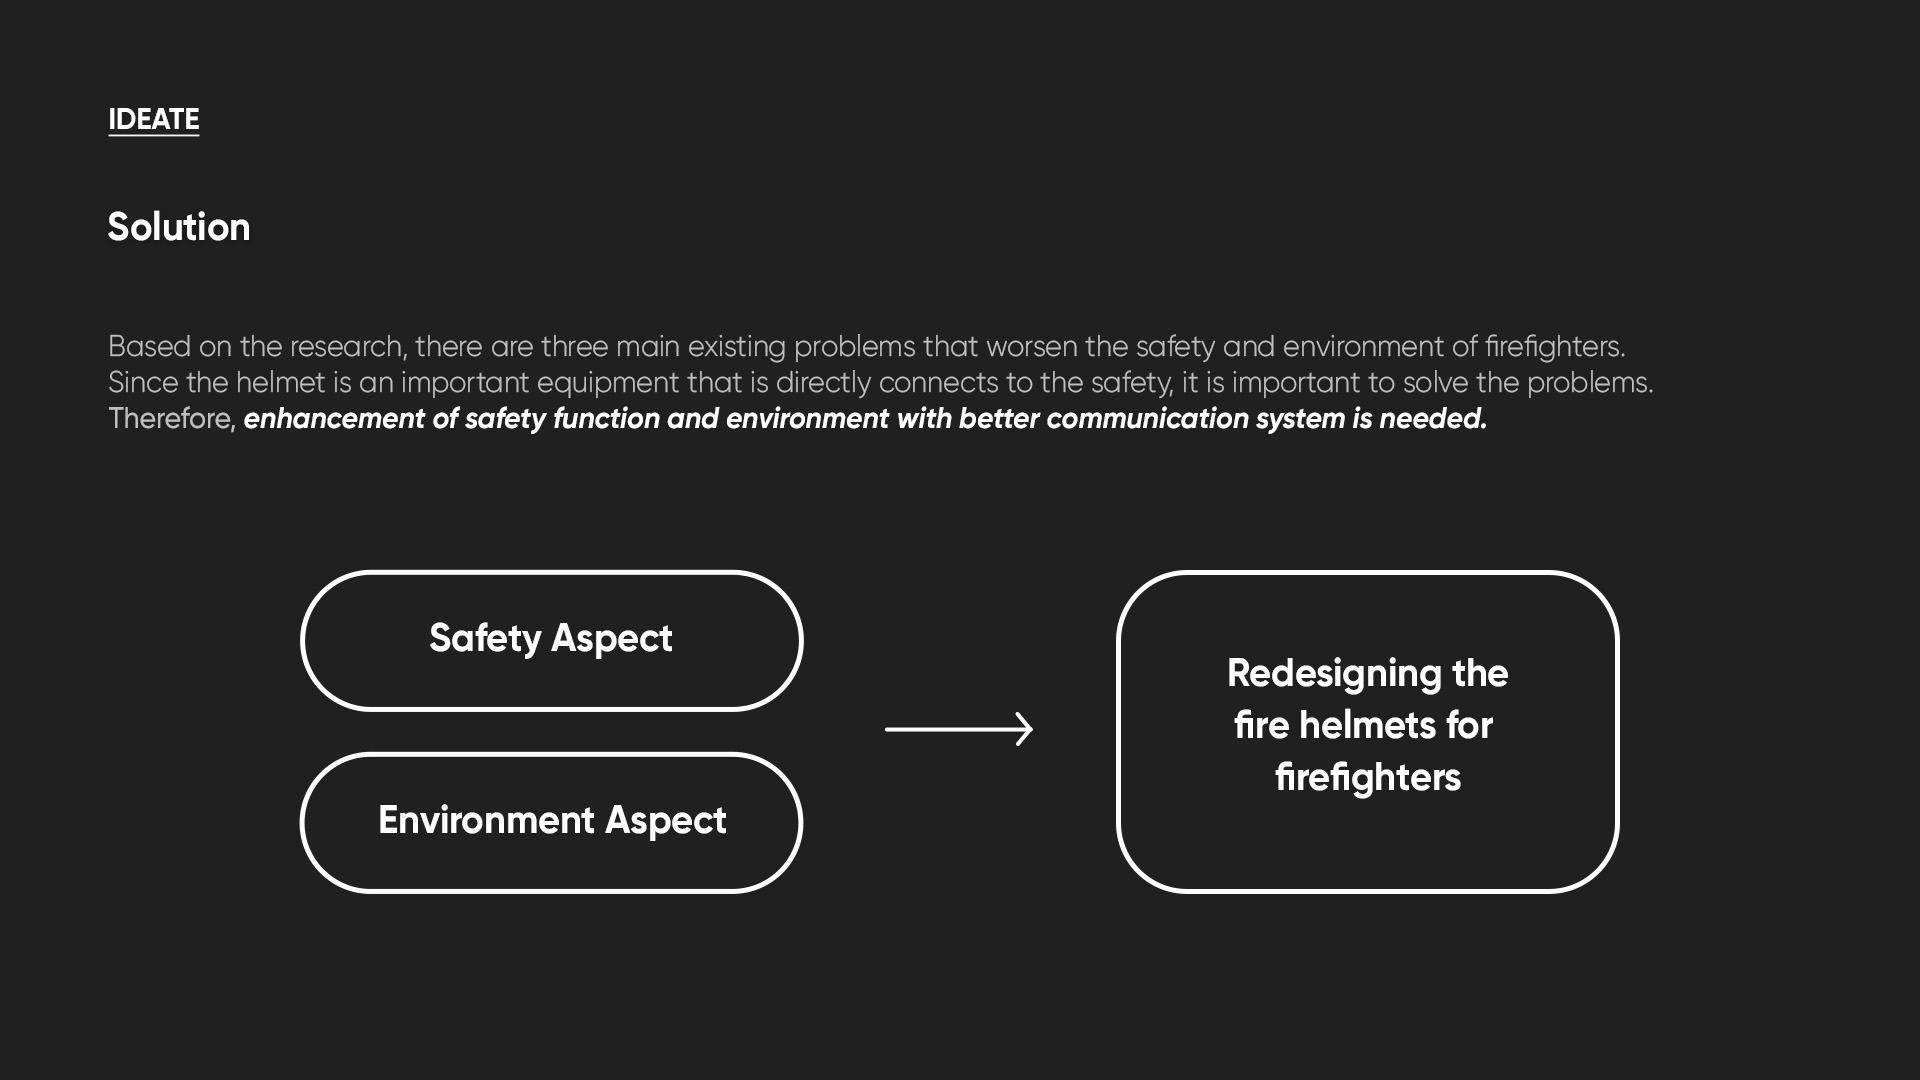 IDEATE
Solution
Based on the research, there are three main existing problems that worsen the safety and environment of firefighters.
Since the helmet is an important equipment that is directly connects to the safety, it is important to solve the problems.
Therefore, enhancement of safety function and environment with better communication system is needed.
Safety Aspect
Environment Aspect
Redesigning the
fire helmets for
firefighters